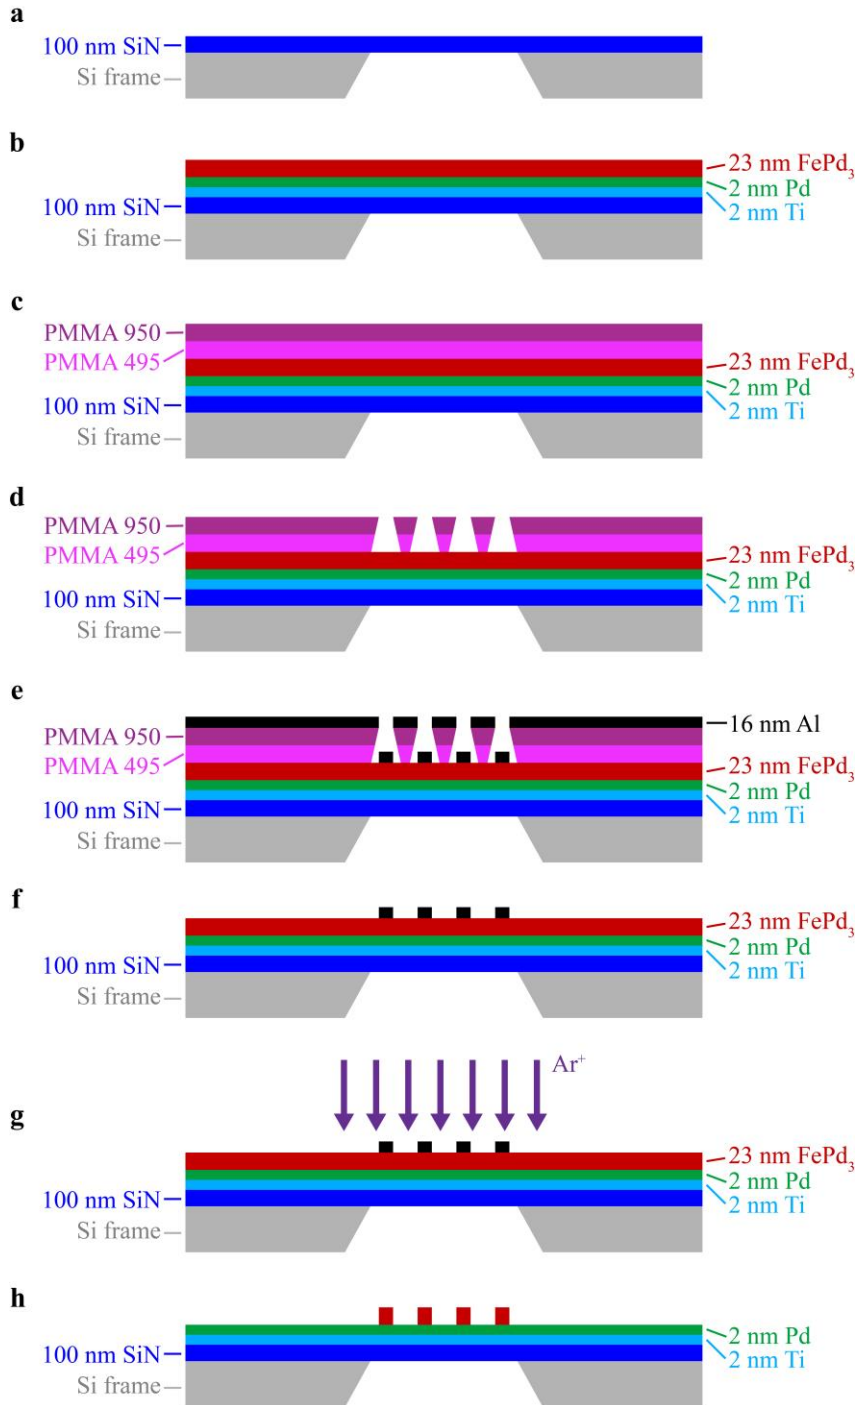 a
100 nm SiN
Si frame
b
23 nm FePd₃
2 nm Pd
100 nm SiN
2 nm Ti
Si frame
c
PMMA 950
PMMA 495
23 nm FePd₃
2 nm Pd
100 nm SiN
2 nm Ti
Si frame
d
PMMA 950
PMMA 495
23 nm FePd₃
2 nm Pd
100 nm SiN
2 nm Ti
Si frame
e
16 nm Al
PMMA 950
PMMA 495
23 nm FePd₃
2 nm Pd
100 nm SiN
2 nm Ti
Si frame
f
23 nm FePd₃
2 nm Pd
100 nm SiN
2 nm Ti
Si frame
Ar⁺
g
23 nm FePd₃
2 nm Pd
100 nm SiN
2 nm Ti
Si frame
h
2 nm Pd
100 nm SiN
2 nm Ti
Si frame